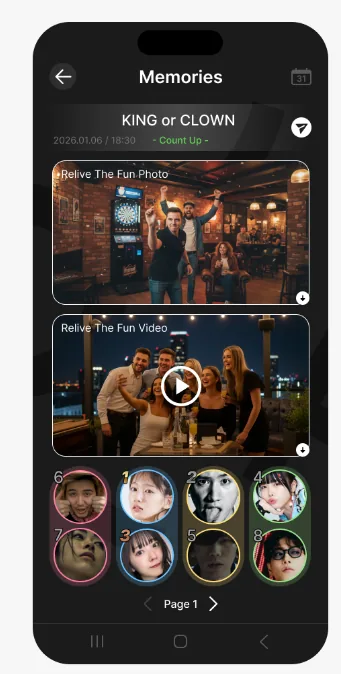 Memories
31
KING or CLOWN
2026.01.06 / 18:30 - Count Up -
Relive The Fun Photo
Relive The Fun Video
6 1 2 4
7 3 5 8
Page 1